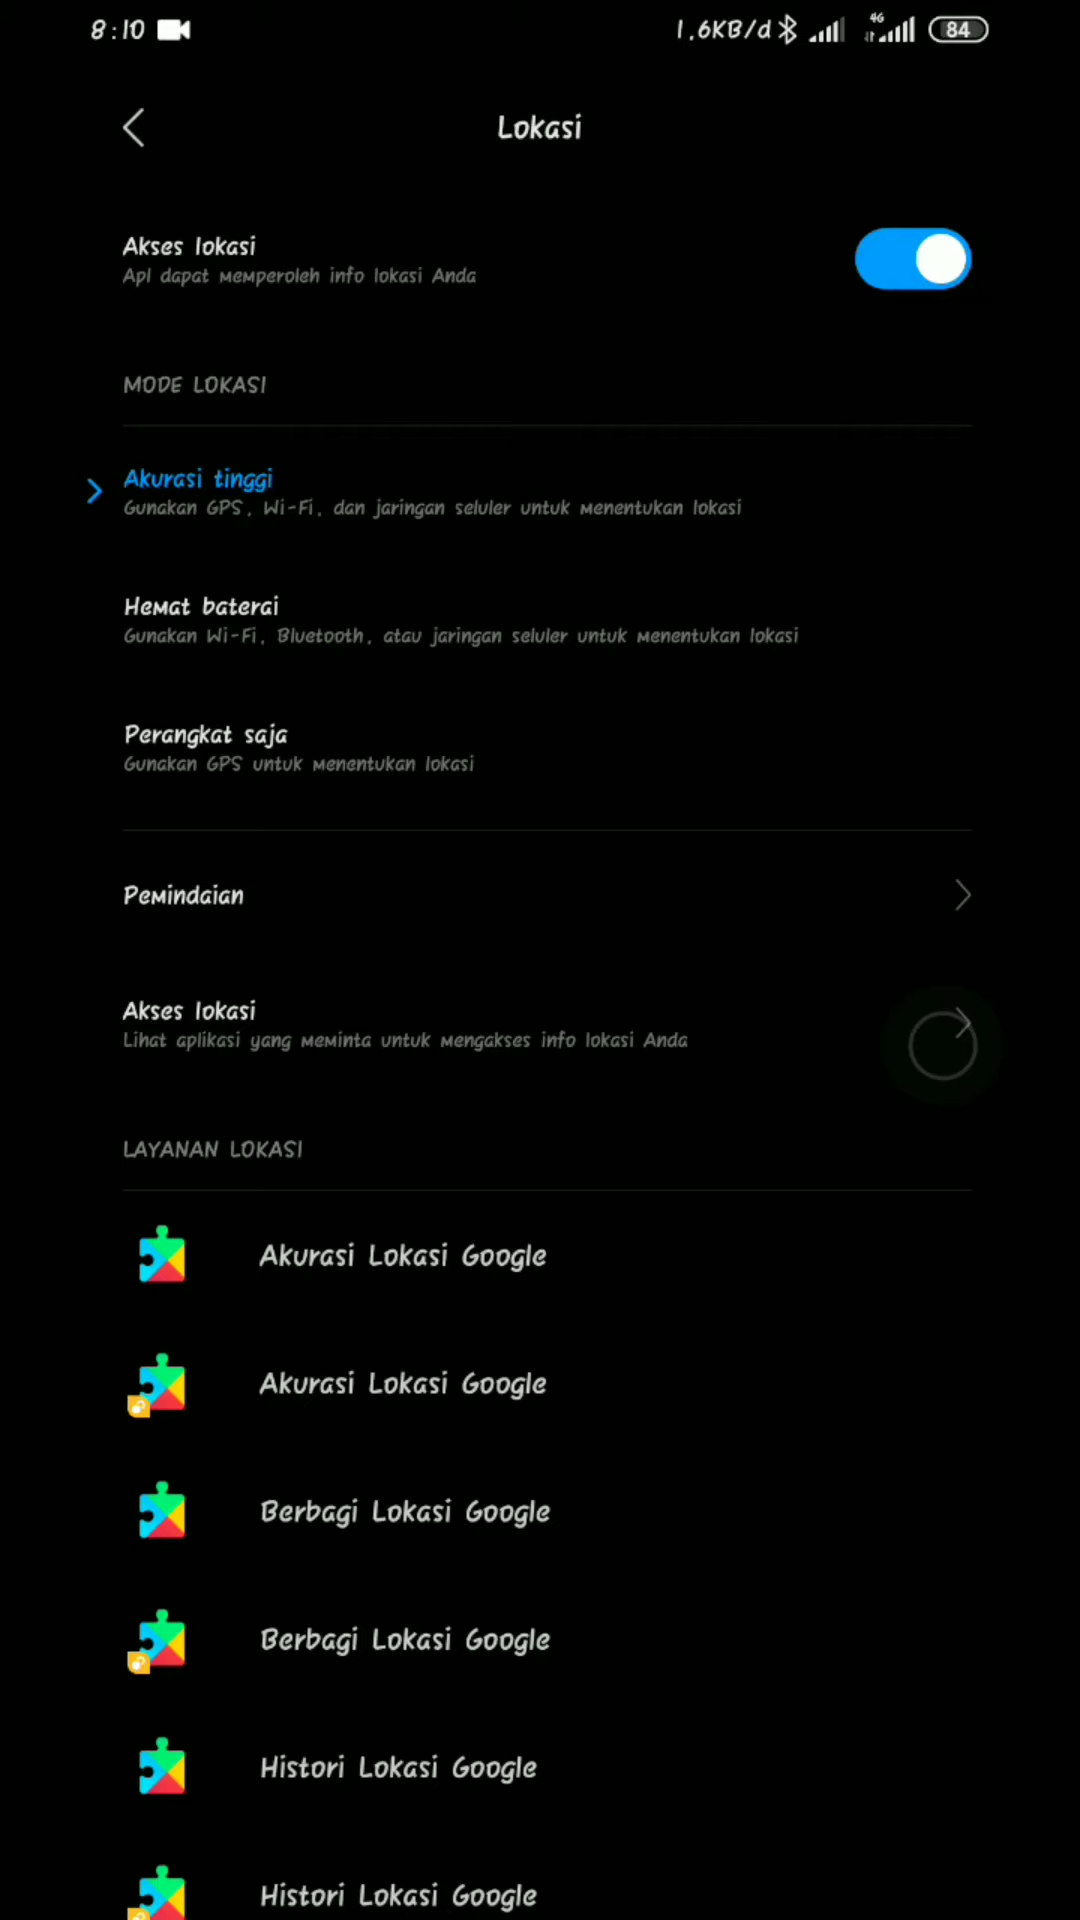 8:10 1.6KB/d 4G 84
Lokasi
Akses lokasi
Apl dapat memperoleh info lokasi Anda
MODE LOKASI
Akurasi tinggi
Gunakan GPS, Wi-Fi, dan jaringan seluler untuk menentukan lokasi
Hemat baterai
Gunakan Wi-Fi, Bluetooth, atau jaringan seluler untuk menentukan lokasi
Perangkat saja
Gunakan GPS untuk menentukan lokasi
Pemindaian
Akses lokasi
Lihat aplikasi yang meminta untuk mengakses info lokasi Anda
LAYANAN LOKASI
Akurasi Lokasi Google
Akurasi Lokasi Google
Berbagi Lokasi Google
Berbagi Lokasi Google
Histori Lokasi Google
Histori Lokasi Google